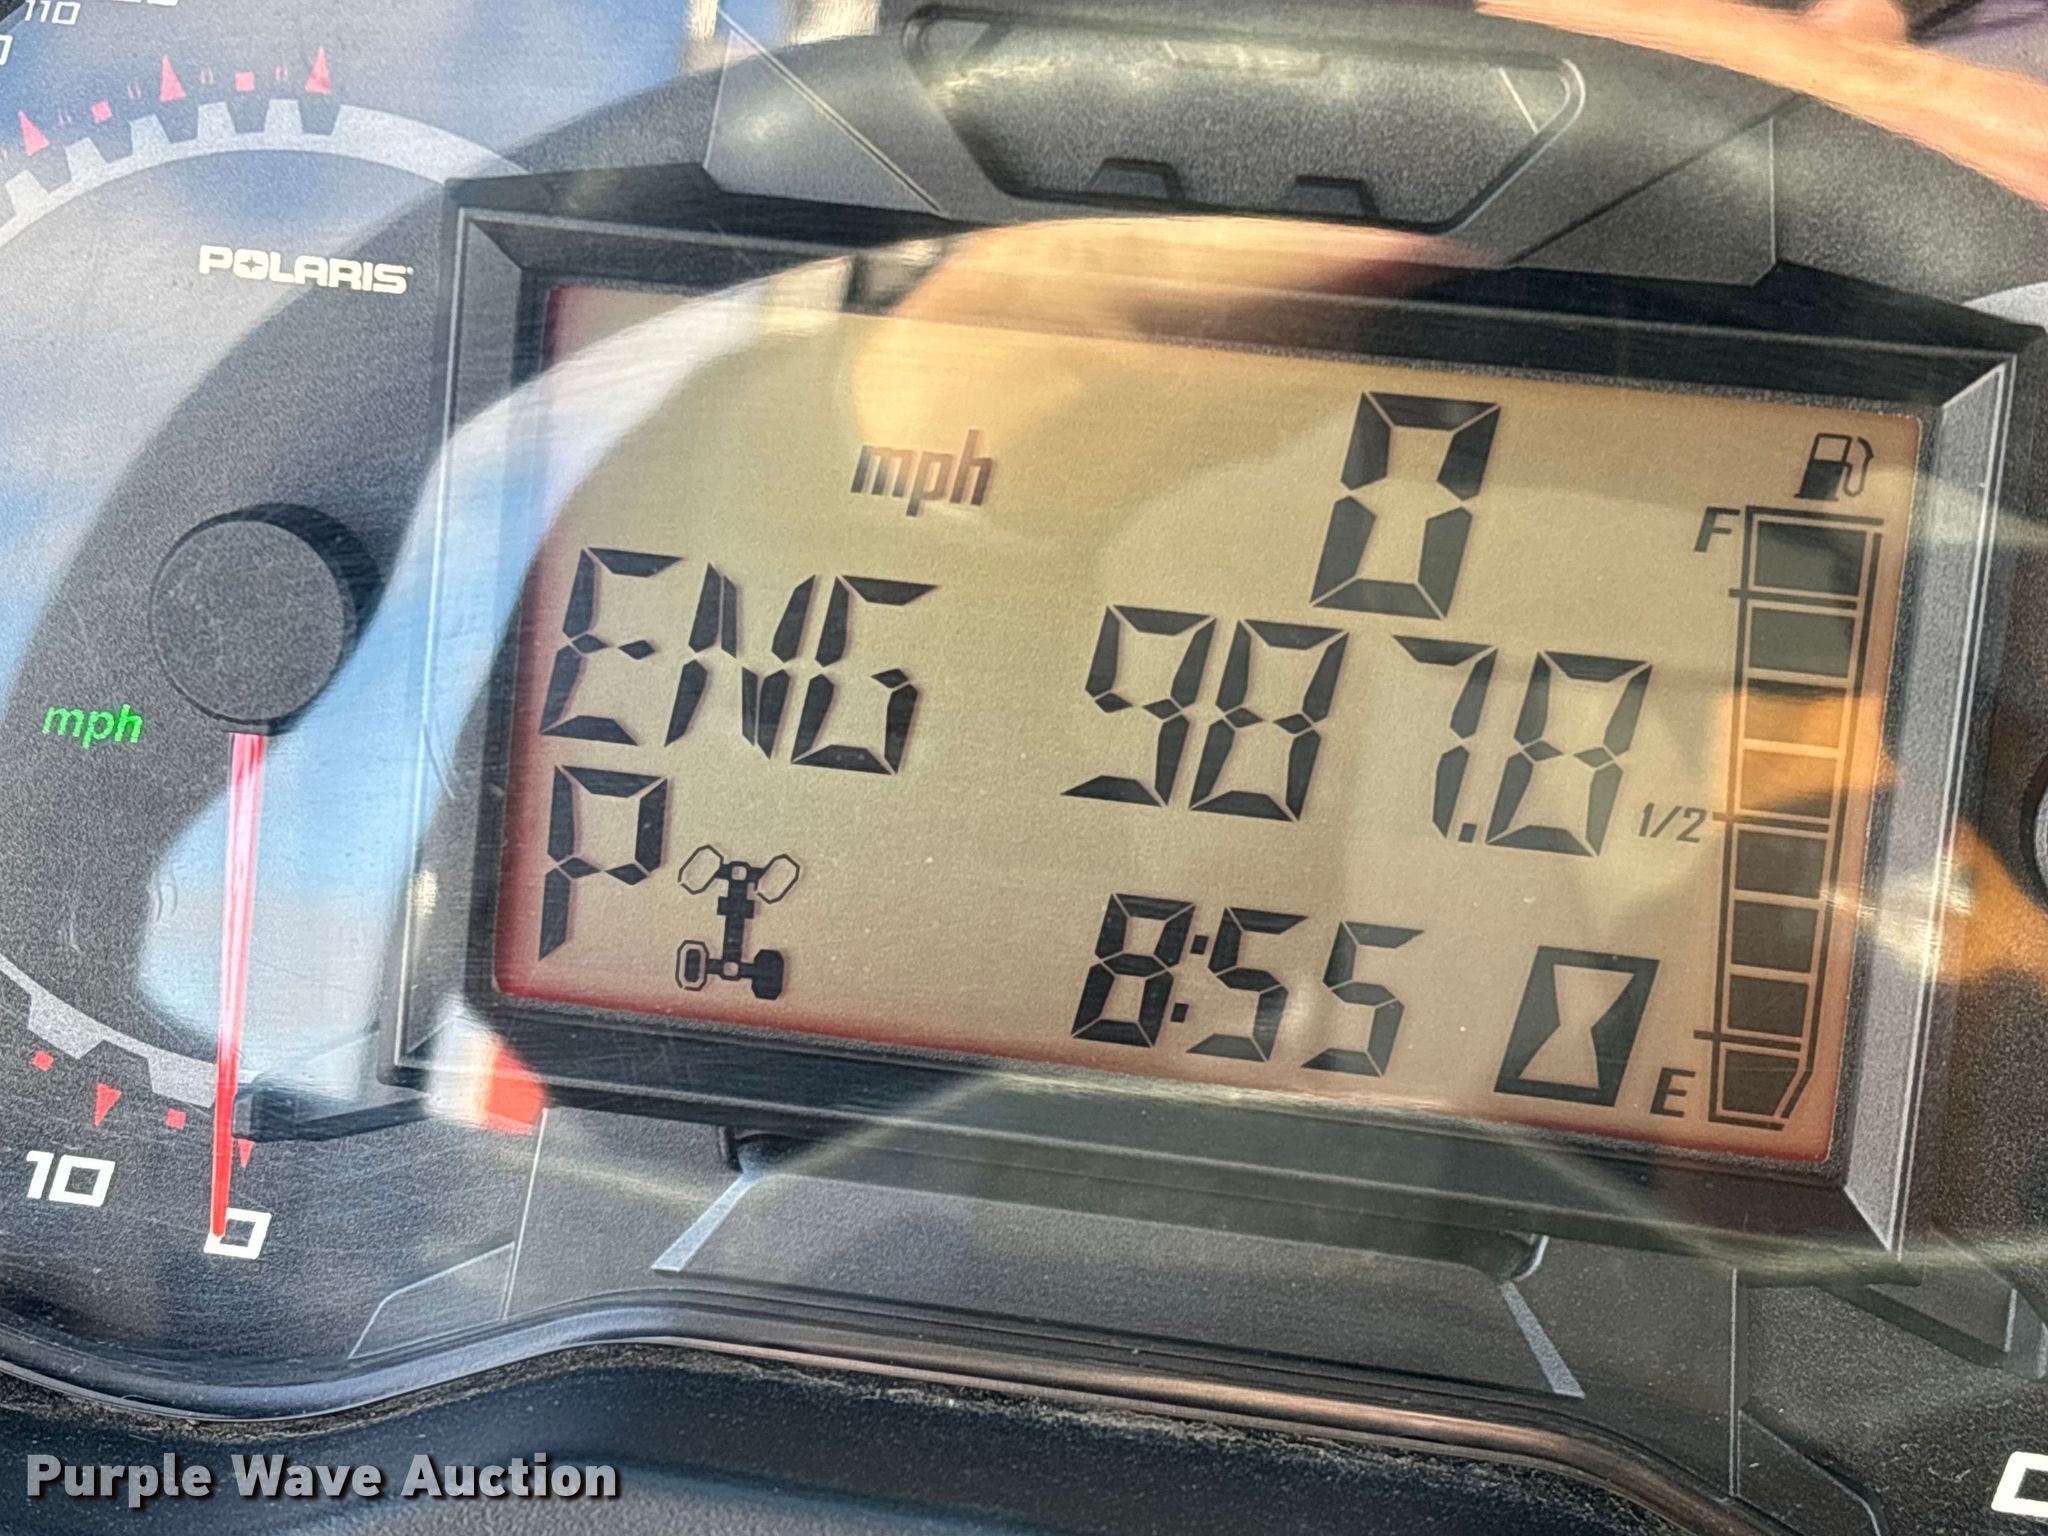 110
POLARIS
mph
0
F
ENG 987.8
mph
1/2
P
8:55
E
10
0
Purple Wave Auction